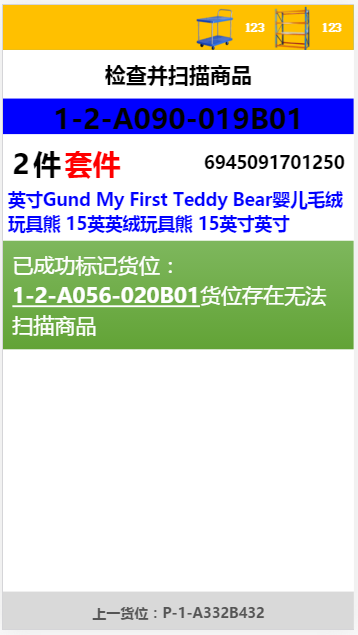 123 123
检查并扫描商品
1-2-A090-019B01
2件套件 6945091701250
英寸Gund My First Teddy Bear婴儿毛绒
玩具熊 15英英绒玩具熊 15英寸英寸
已成功标记货位：
1-2-A056-020B01货位存在无法
扫描商品
上一货位：P-1-A332B432